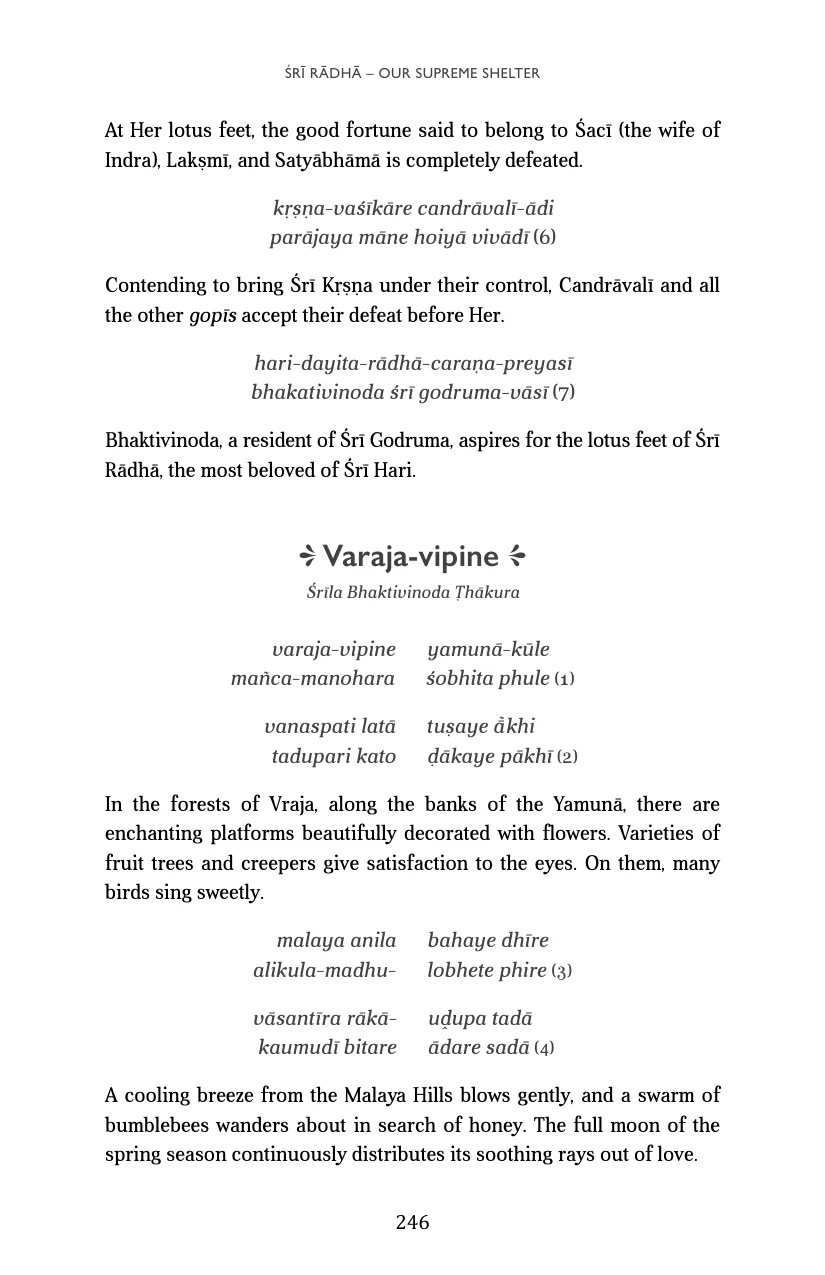 ŚRĪ RĀDHĀ – OUR SUPREME SHELTER
At Her lotus feet, the good fortune said to belong to Śacī (the wife of
Indra), Lakṣmī, and Satyābhāmā is completely defeated.
kṛṣṇa-vaśīkāre candrāvalī-ādi
parājaya māne hoiyā vivādī (6)
Contending to bring Śrī Kṛṣṇa under their control, Candrāvalī and all
the other gopīs accept their defeat before Her.
hari-dayita-rādhā-caraṇa-preyasī
bhakativinoda śrī godruma-vāsī (7)
Bhaktivinoda, a resident of Śrī Godruma, aspires for the lotus feet of Śrī
Rādhā, the most beloved of Śrī Hari.
Varaja-vipine
Śrīla Bhaktivinoda Ṭhākura
varaja-vipine yamunā-kūle
mañca-manohara śobhita phule (1)
vanaspati latā tuṣaye ā̐khi
tadupari kato ḍākaye pākhī (2)
In the forests of Vraja, along the banks of the Yamunā, there are
enchanting platforms beautifully decorated with flowers. Varieties of
fruit trees and creepers give satisfaction to the eyes. On them, many
birds sing sweetly.
malaya anila bahaye dhīre
alikula-madhu- lobhete phire (3)
vāsantīra rākā- uḓupa tadā
kaumudī bitare ādare sadā (4)
A cooling breeze from the Malaya Hills blows gently, and a swarm of
bumblebees wanders about in search of honey. The full moon of the
spring season continuously distributes its soothing rays out of love.
246